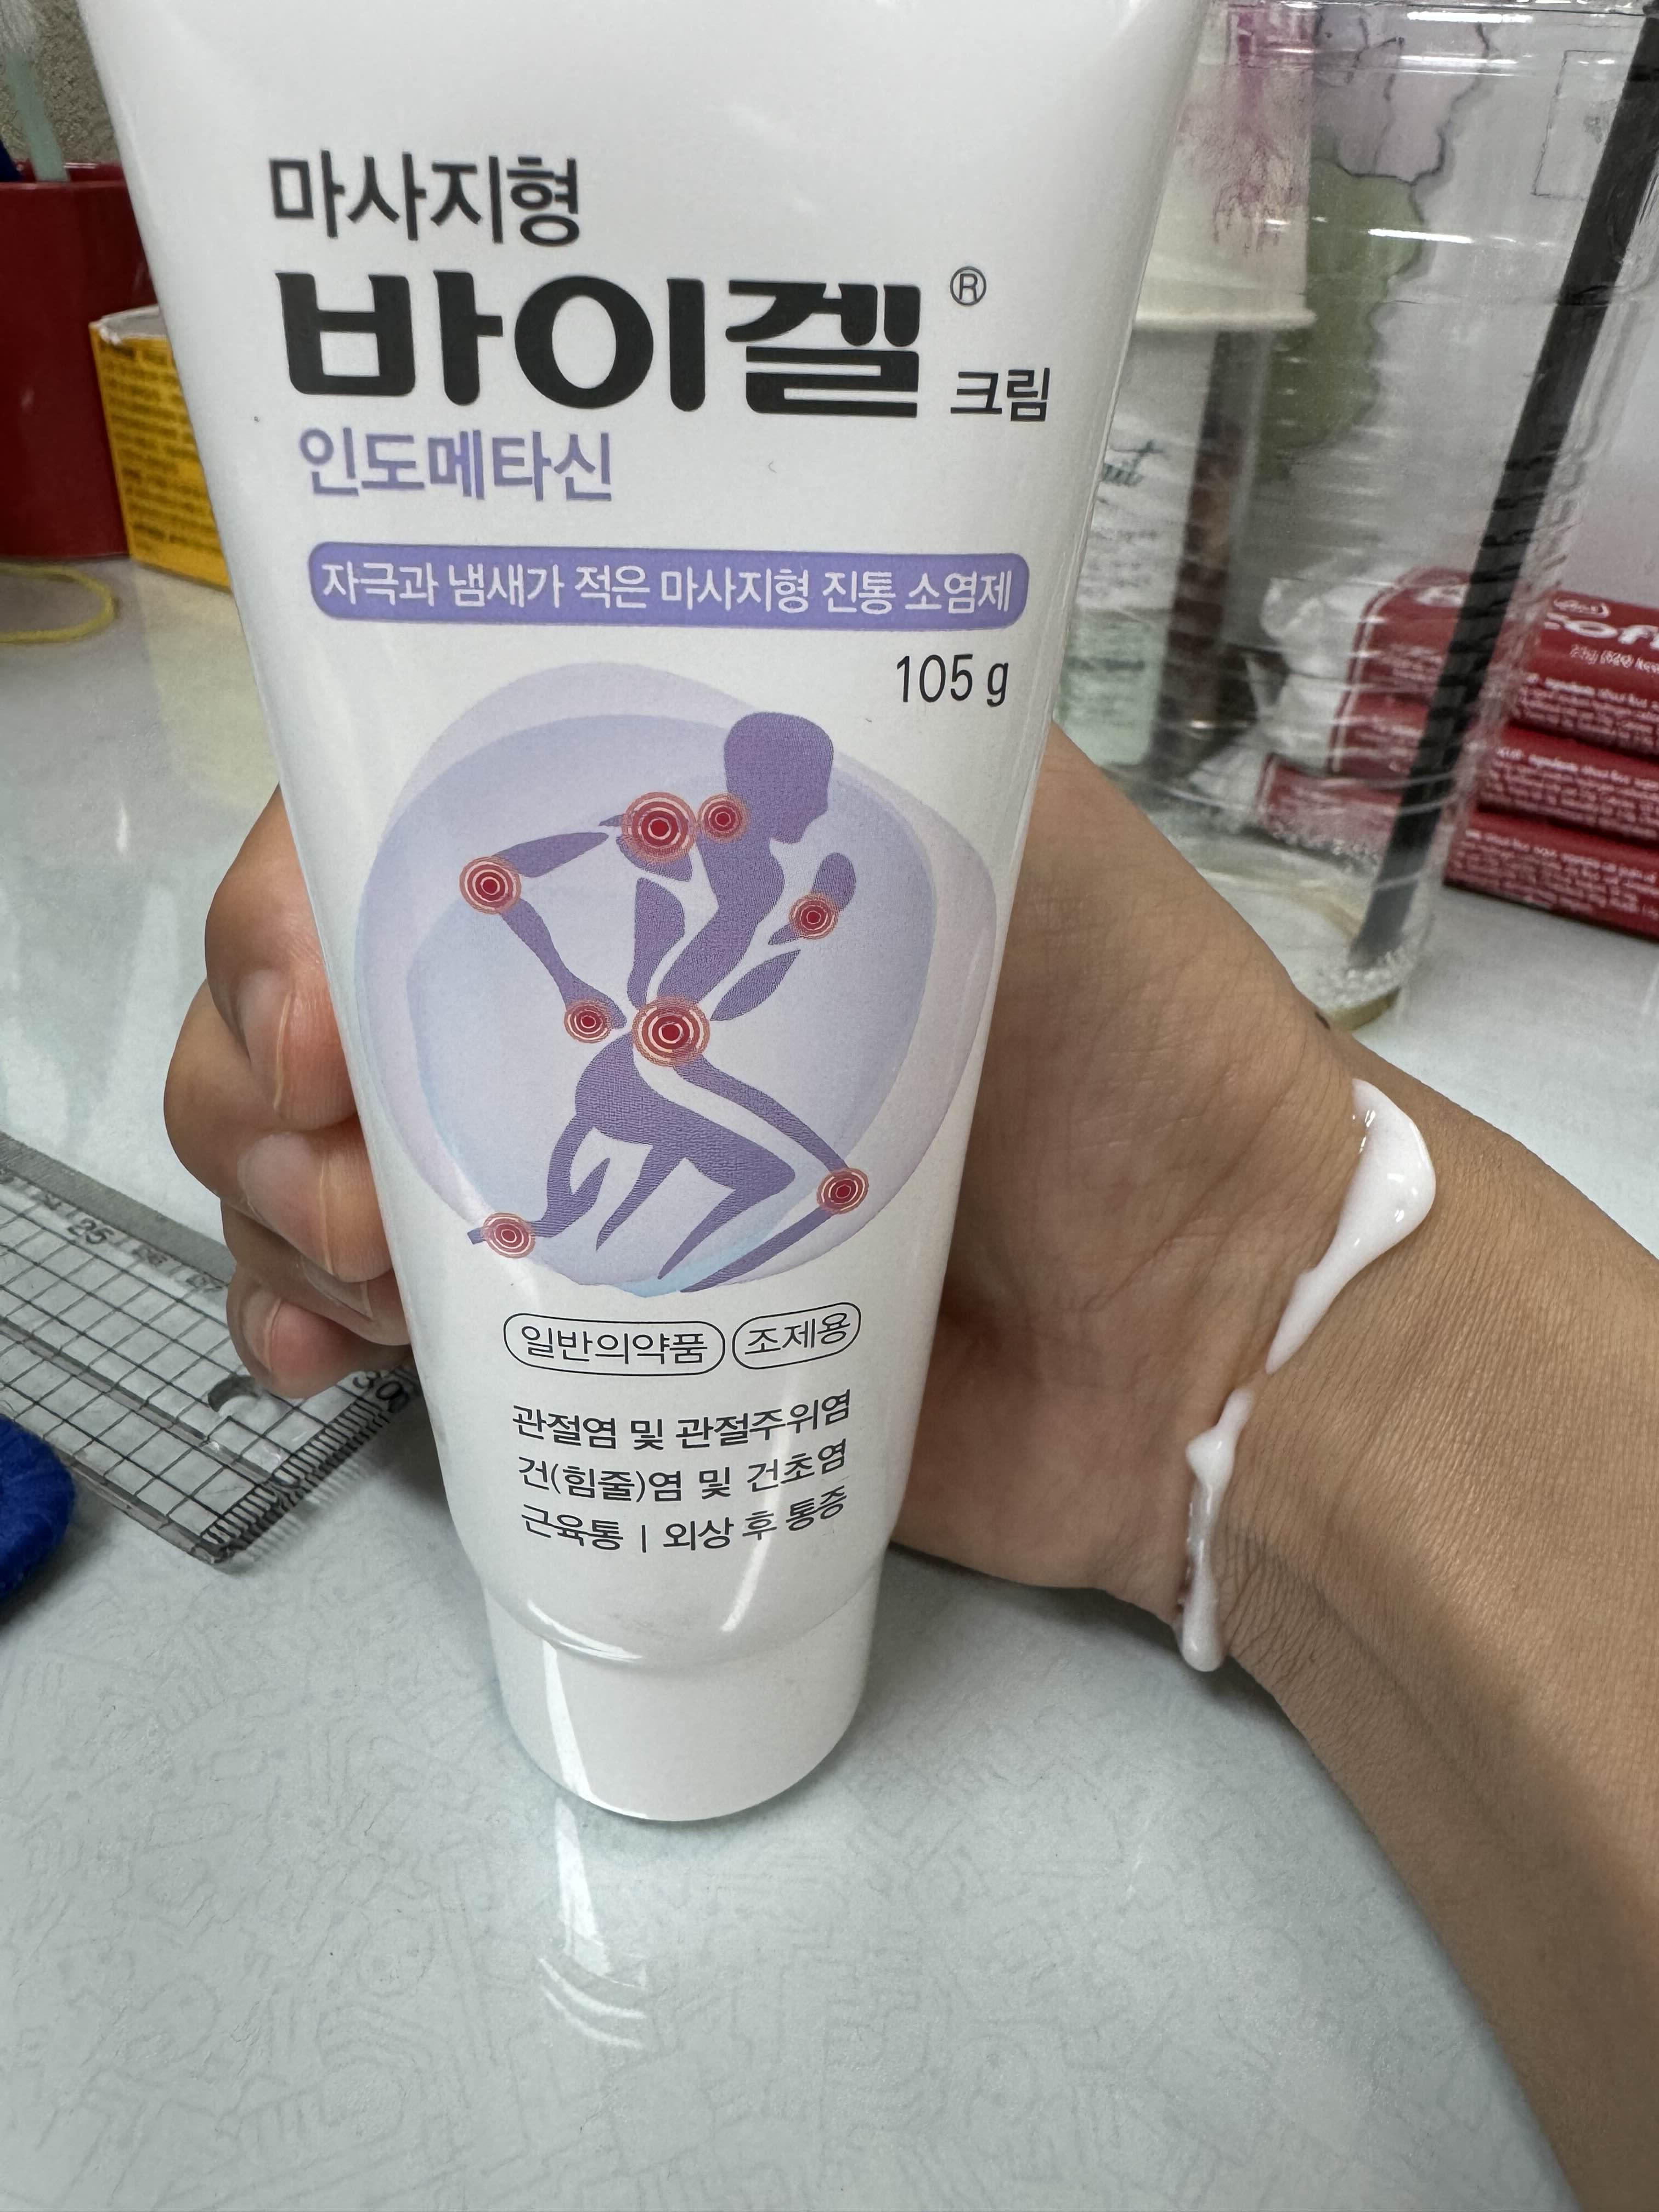 마사지형
바이겔®
크림
인도메타신
자극과 냄새가 적은 마사지형 진통 소염제
105 g
일반의약품 조제용
관절염 및 관절주위염
건(힘줄)염 및 건초염
근육통 | 외상 후 통증
25
30